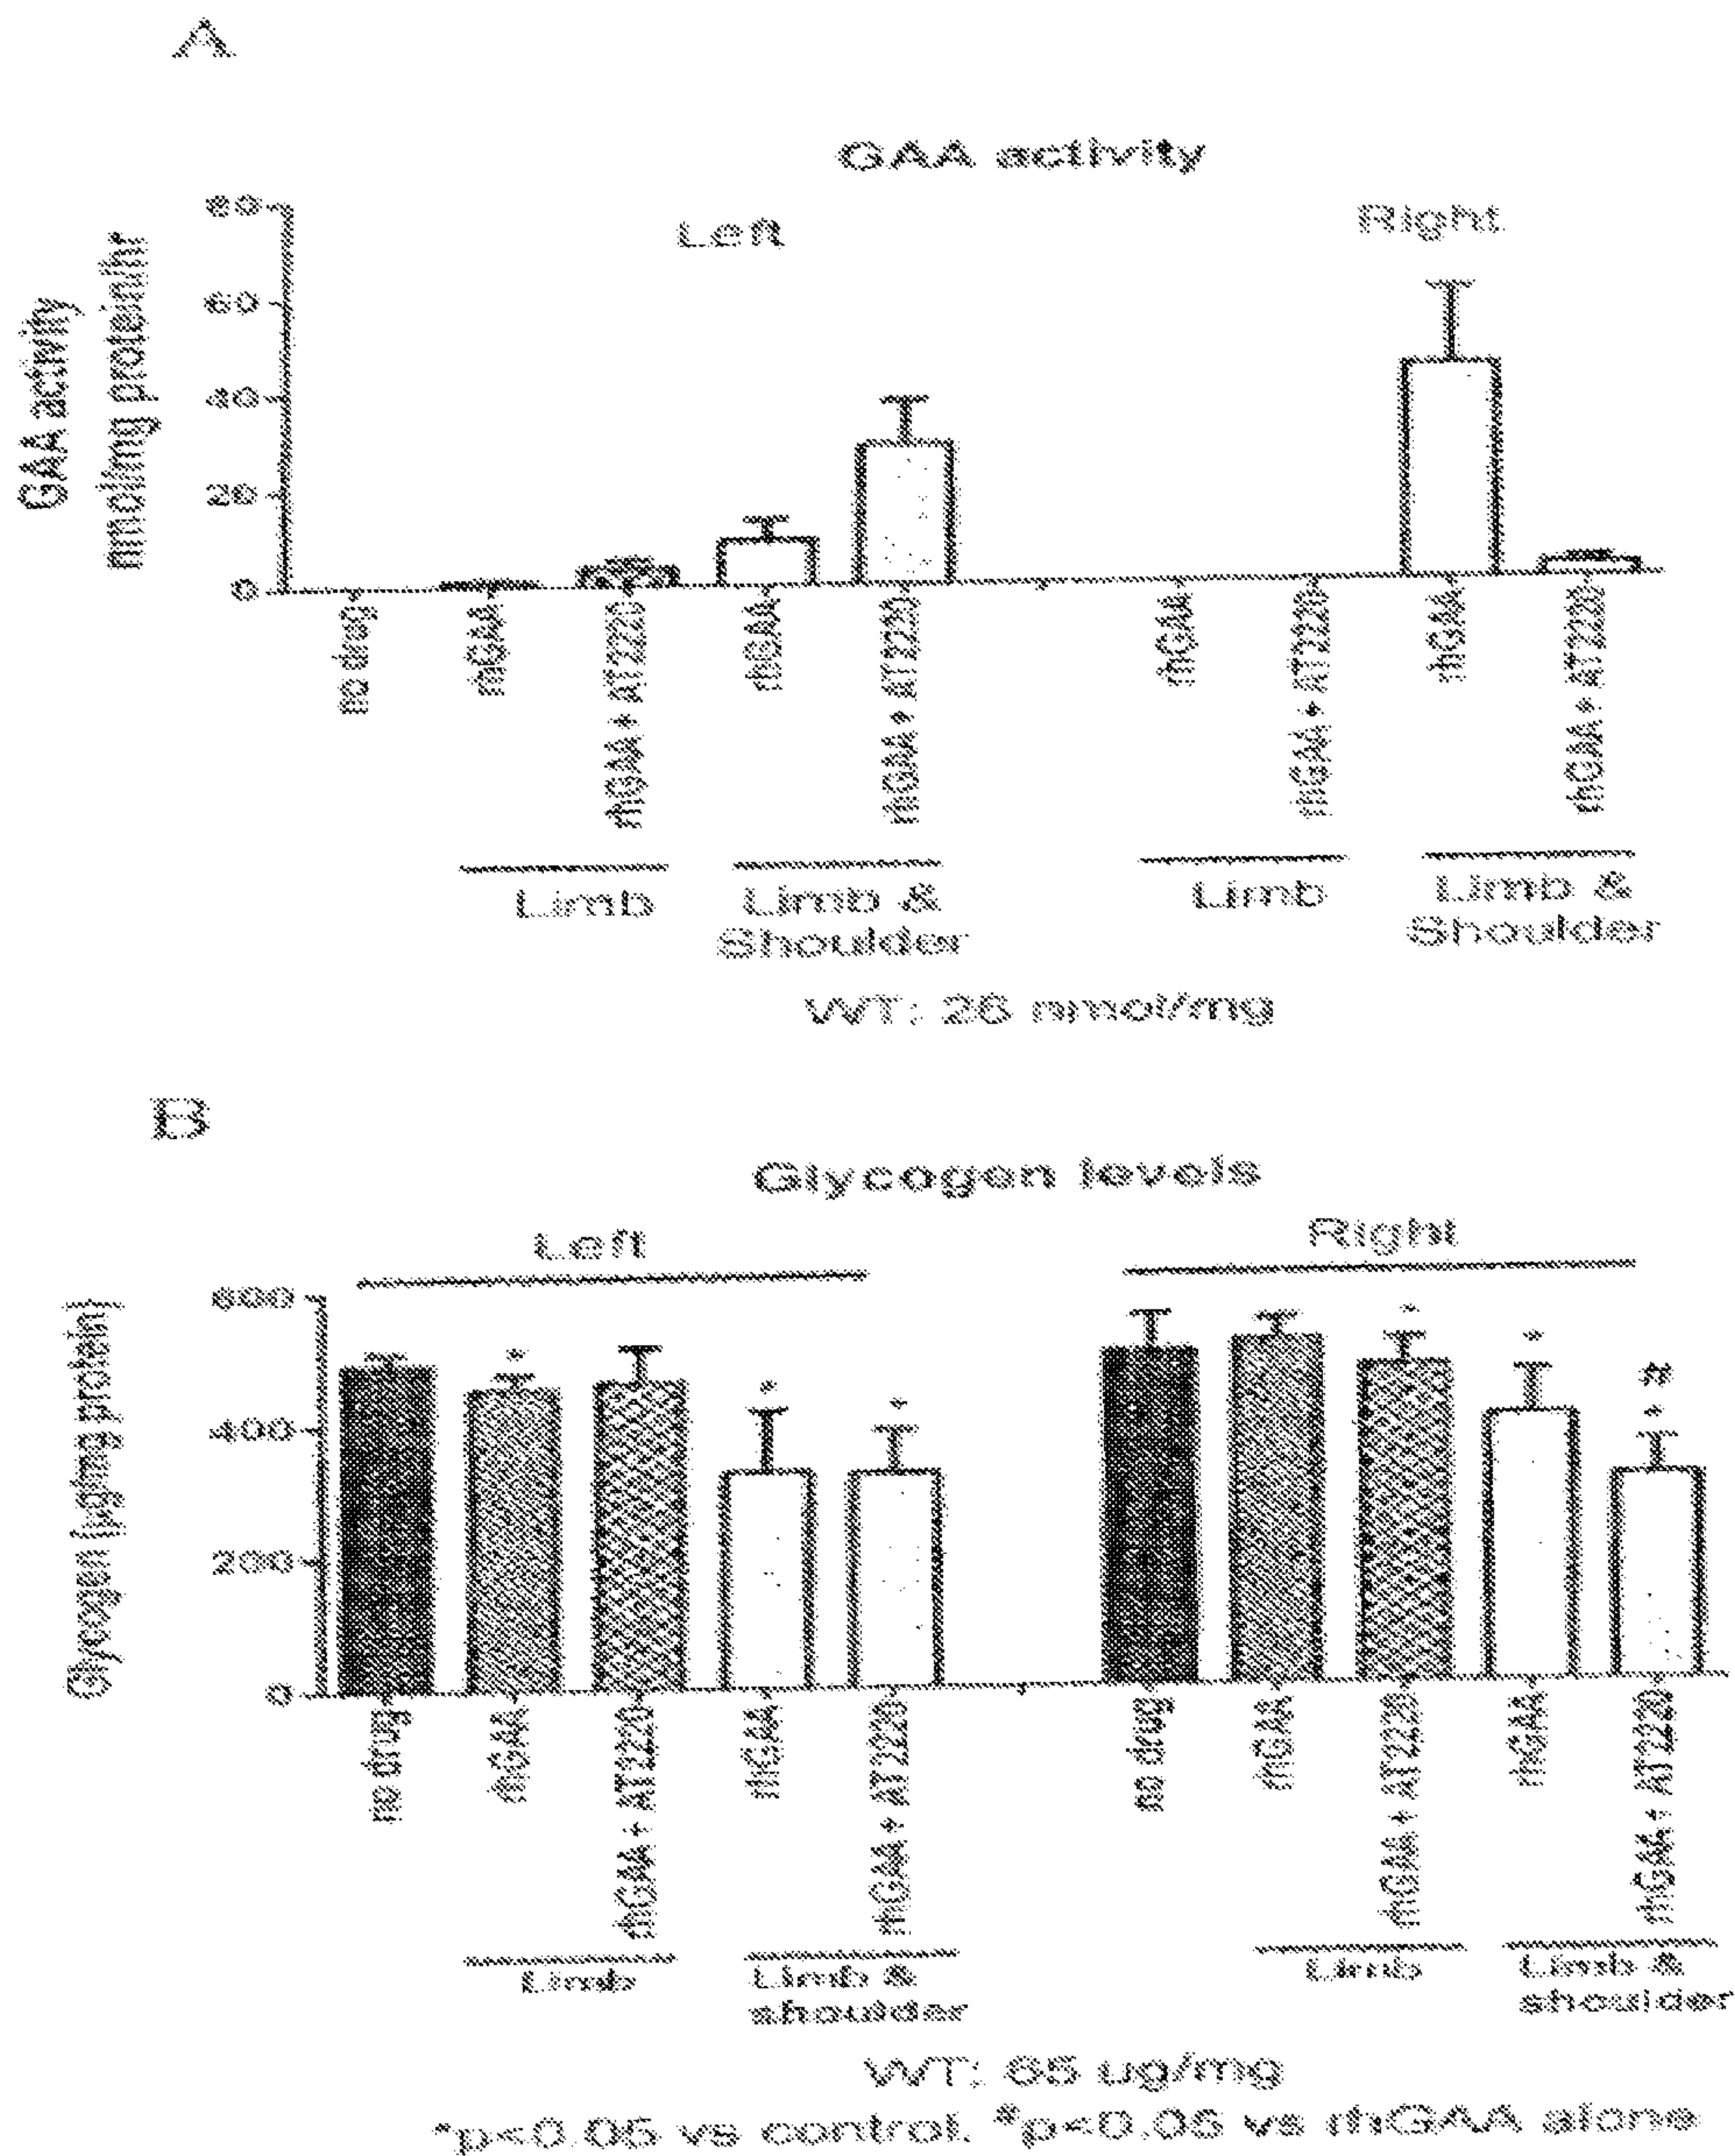 A
GAA activity
Left
Right
GAA activity
nmol/mg protein/hr
80
60
40
20
0
no drug
rhGAA
rhGAA + AT2220
rhGAA
rhGAA + AT2220
rhGAA
rhGAA + AT2220
rhGAA
rhGAA + AT2220
Limb
Limb &
Shoulder
Limb
Limb &
Shoulder
WT: 26 nmol/mg
B
Glycogen levels
Left
Right
Glycogen [µg/mg protein]
600
400
200
0
*
*
*
*
*
#
*
no drug
rhGAA
rhGAA + AT2220
rhGAA
rhGAA + AT2220
no drug
rhGAA
rhGAA + AT2220
rhGAA
rhGAA + AT2220
Limb
Limb &
shoulder
Limb
Limb &
shoulder
WT: 65 ug/mg
*p<0.05 vs control. #p<0.05 vs rhGAA alone